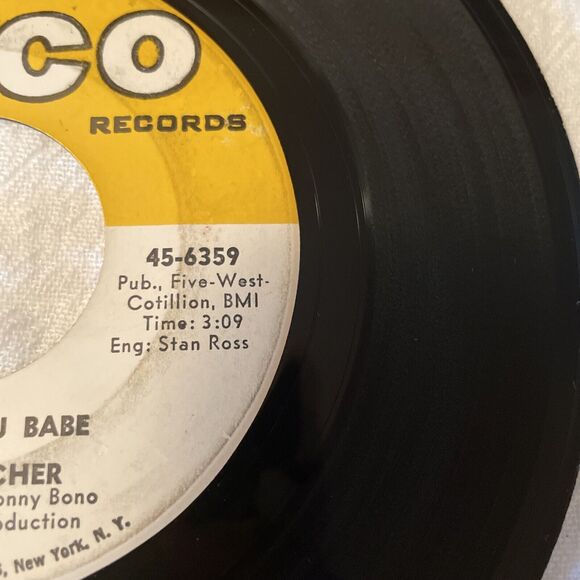 CO
RECORDS
45-6359
Pub., Five-West-
Cotillion, BMI
Time: 3:09
Eng: Stan Ross
U BABE
CHER
onny Bono
oduction
, New York, N. Y.